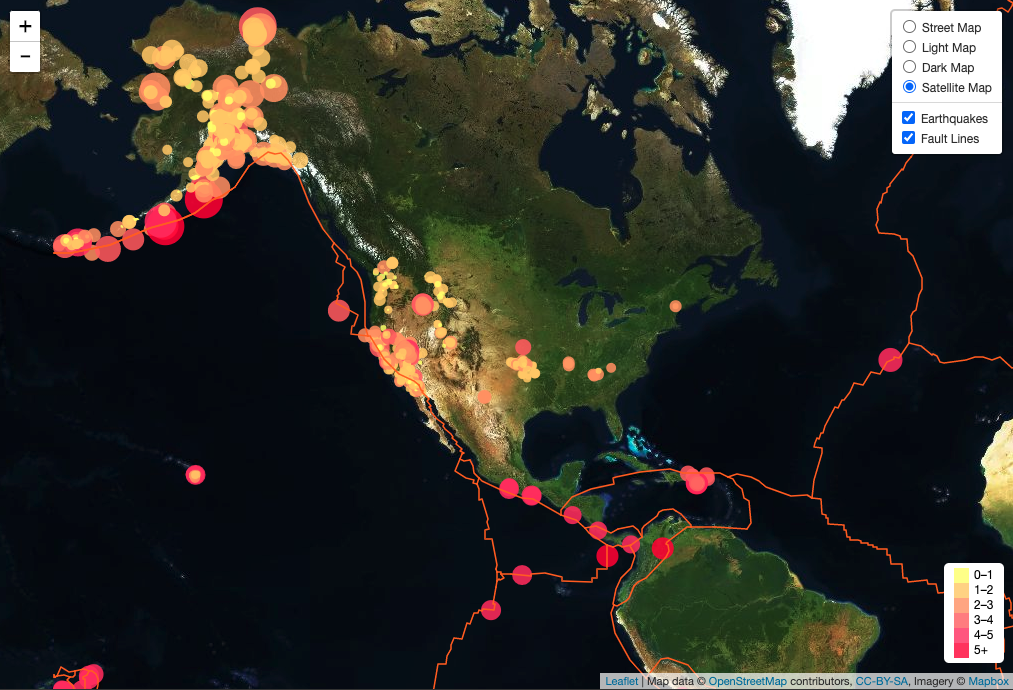 +
−
Street Map
Light Map
Dark Map
Satellite Map
Earthquakes
Fault Lines
0–1
1–2
2–3
3–4
4–5
5+
Leaflet | Map data © OpenStreetMap contributors, CC-BY-SA, Imagery © Mapbox